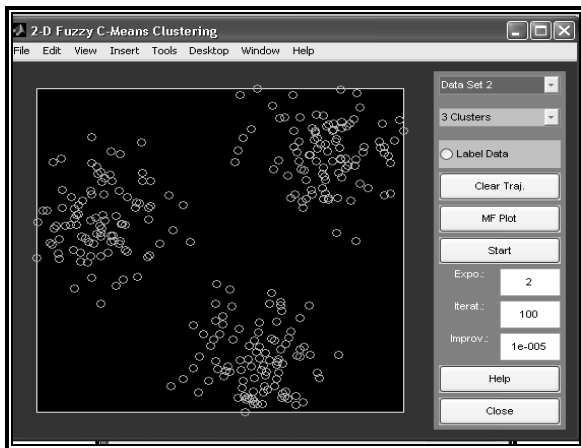 2-D Fuzzy C-Means Clustering
File Edit View Insert Tools Desktop Window Help
Data Set 2
3 Clusters
Label Data
Clear Traj.
MF Plot
Start
Expo.: 2
Iterat.: 100
Improv.: 1e-005
Help
Close